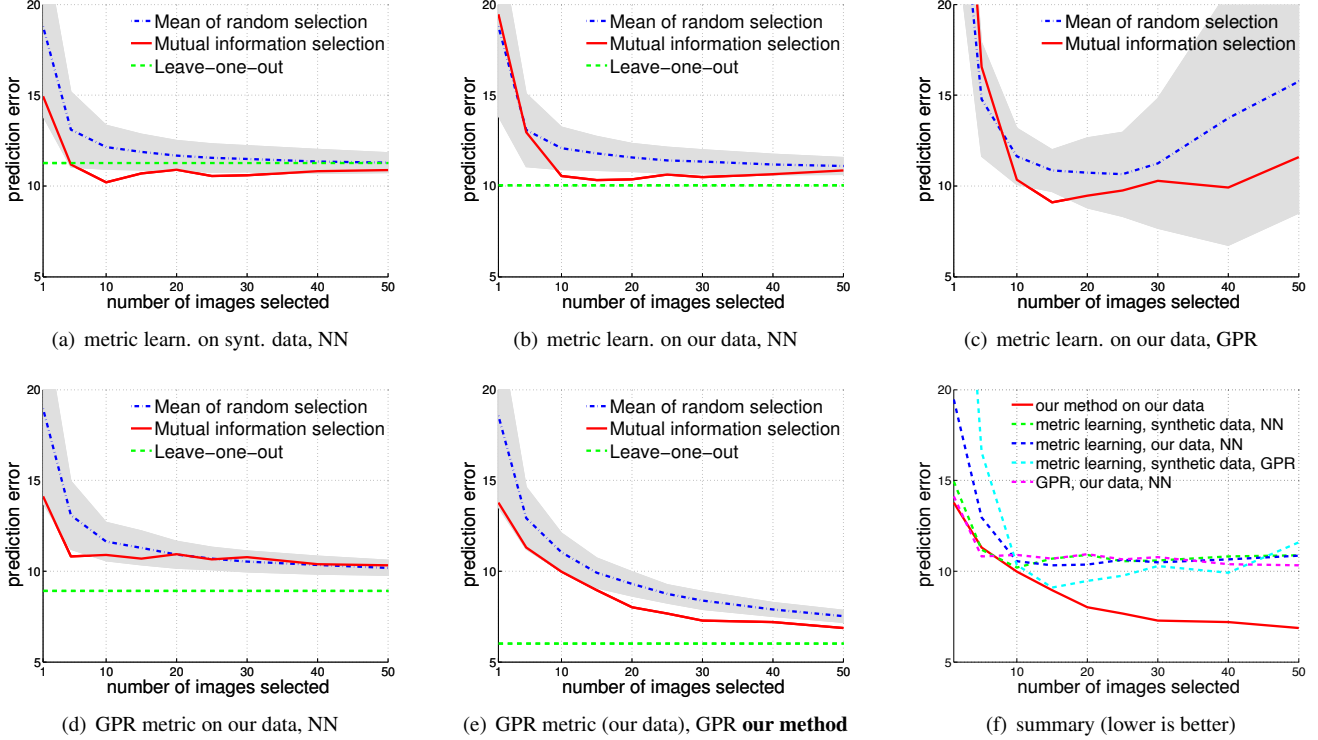 20
15
10
5
1
10
20
30
40
50
prediction error
number of images selected
Mean of random selection
Mutual information selection
Leave−one−out
(a) metric learn. on synt. data, NN
20
15
10
5
1
10
20
30
40
50
prediction error
number of images selected
Mean of random selection
Mutual information selection
Leave−one−out
(b) metric learn. on our data, NN
20
15
10
5
1
10
20
30
40
50
prediction error
number of images selected
Mean of random selection
Mutual information selection
(c) metric learn. on our data, GPR
20
15
10
5
1
10
20
30
40
50
prediction error
number of images selected
Mean of random selection
Mutual information selection
Leave−one−out
(d) GPR metric on our data, NN
20
15
10
5
1
10
20
30
40
50
prediction error
number of images selected
Mean of random selection
Mutual information selection
Leave−one−out
(e) GPR metric (our data), GPR our method
20
15
10
5
1
10
20
30
40
50
prediction error
number of images selected
our method on our data
metric learning, synthetic data, NN
metric learning, our data, NN
metric learning, synthetic data, GPR
GPR, our data, NN
(f) summary (lower is better)